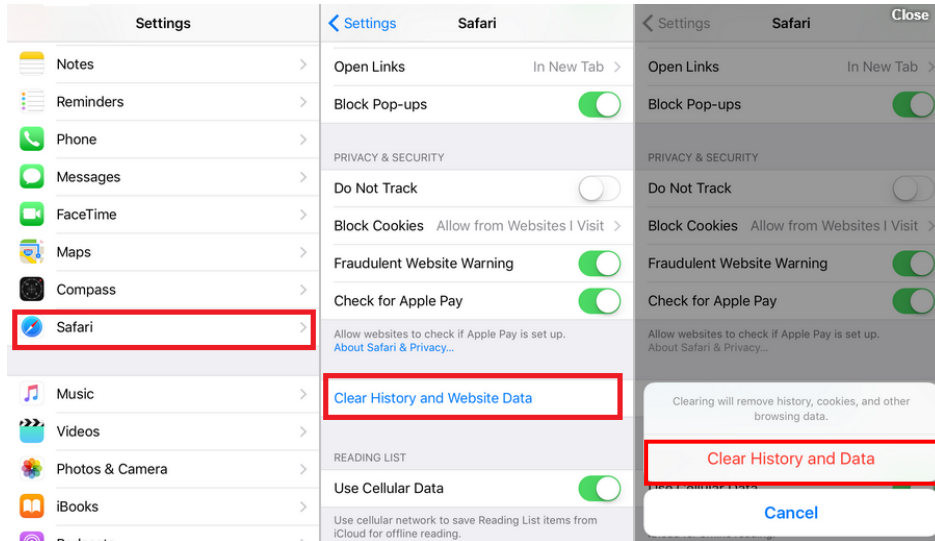 Settings
Notes
Reminders
Phone
Messages
FaceTime
Maps
Compass
Safari
Music
Videos
Photos & Camera
iBooks
Settings
Safari
Open Links In New Tab
Block Pop-ups
PRIVACY & SECURITY
Do Not Track
Block Cookies Allow from Websites I Visit
Fraudulent Website Warning
Check for Apple Pay
Allow websites to check if Apple Pay is set up.
About Safari & Privacy...
Clear History and Website Data
READING LIST
Use Cellular Data
Use cellular network to save Reading List items from
iCloud for offline reading.
Close
Settings
Safari
Open Links In New Tab
Block Pop-ups
PRIVACY & SECURITY
Do Not Track
Block Cookies Allow from Websites I Visit
Fraudulent Website Warning
Check for Apple Pay
Allow websites to check if Apple Pay is set up.
About Safari & Privacy...
Clearing will remove history, cookies, and other
browsing data.
Clear History and Data
Cancel